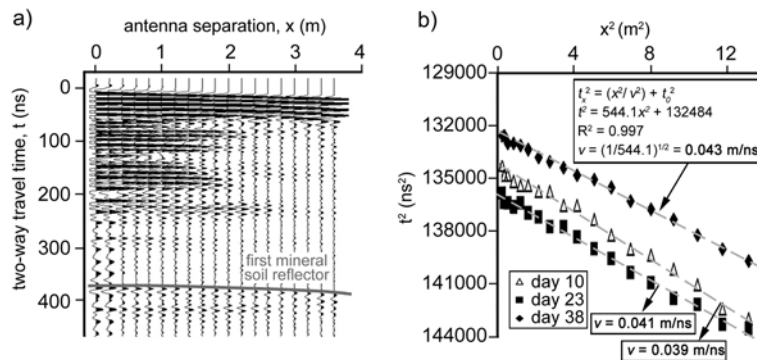 a)
antenna separation, x (m)
0 1 2 3 4
two-way travel time, t (ns)
0
100
200
300
400
first mineral
soil reflector
b)
x² (m²)
0 4 8 12
t² (ns²)
129000
132000
135000
138000
141000
144000
tₓ² = (x²/ v²) + t₀²
t² = 544.1x² + 132484
R² = 0.997
v = (1/544.1)^1/2 = 0.043 m/ns
△ day 10
■ day 23
◆ day 38
v = 0.041 m/ns
v = 0.039 m/ns